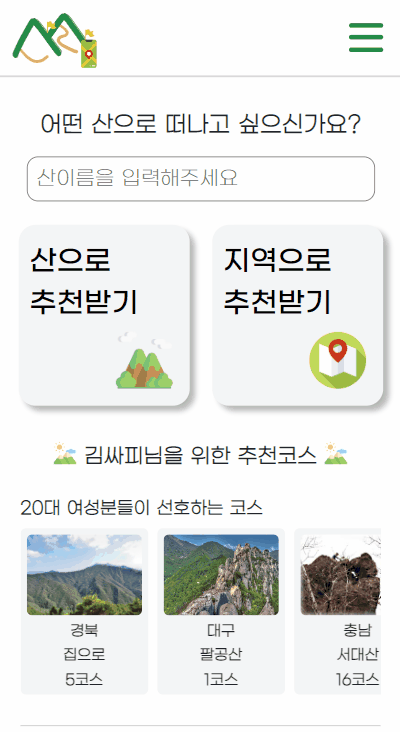 어떤 산으로 떠나고 싶으신가요?
산이름을 입력해주세요
산으로
추천받기
지역으로
추천받기
김싸피님을 위한 추천코스
20대 여성분들이 선호하는 코스
경북
집으로
5코스
대구
팔공산
1코스
충남
서대산
16코스